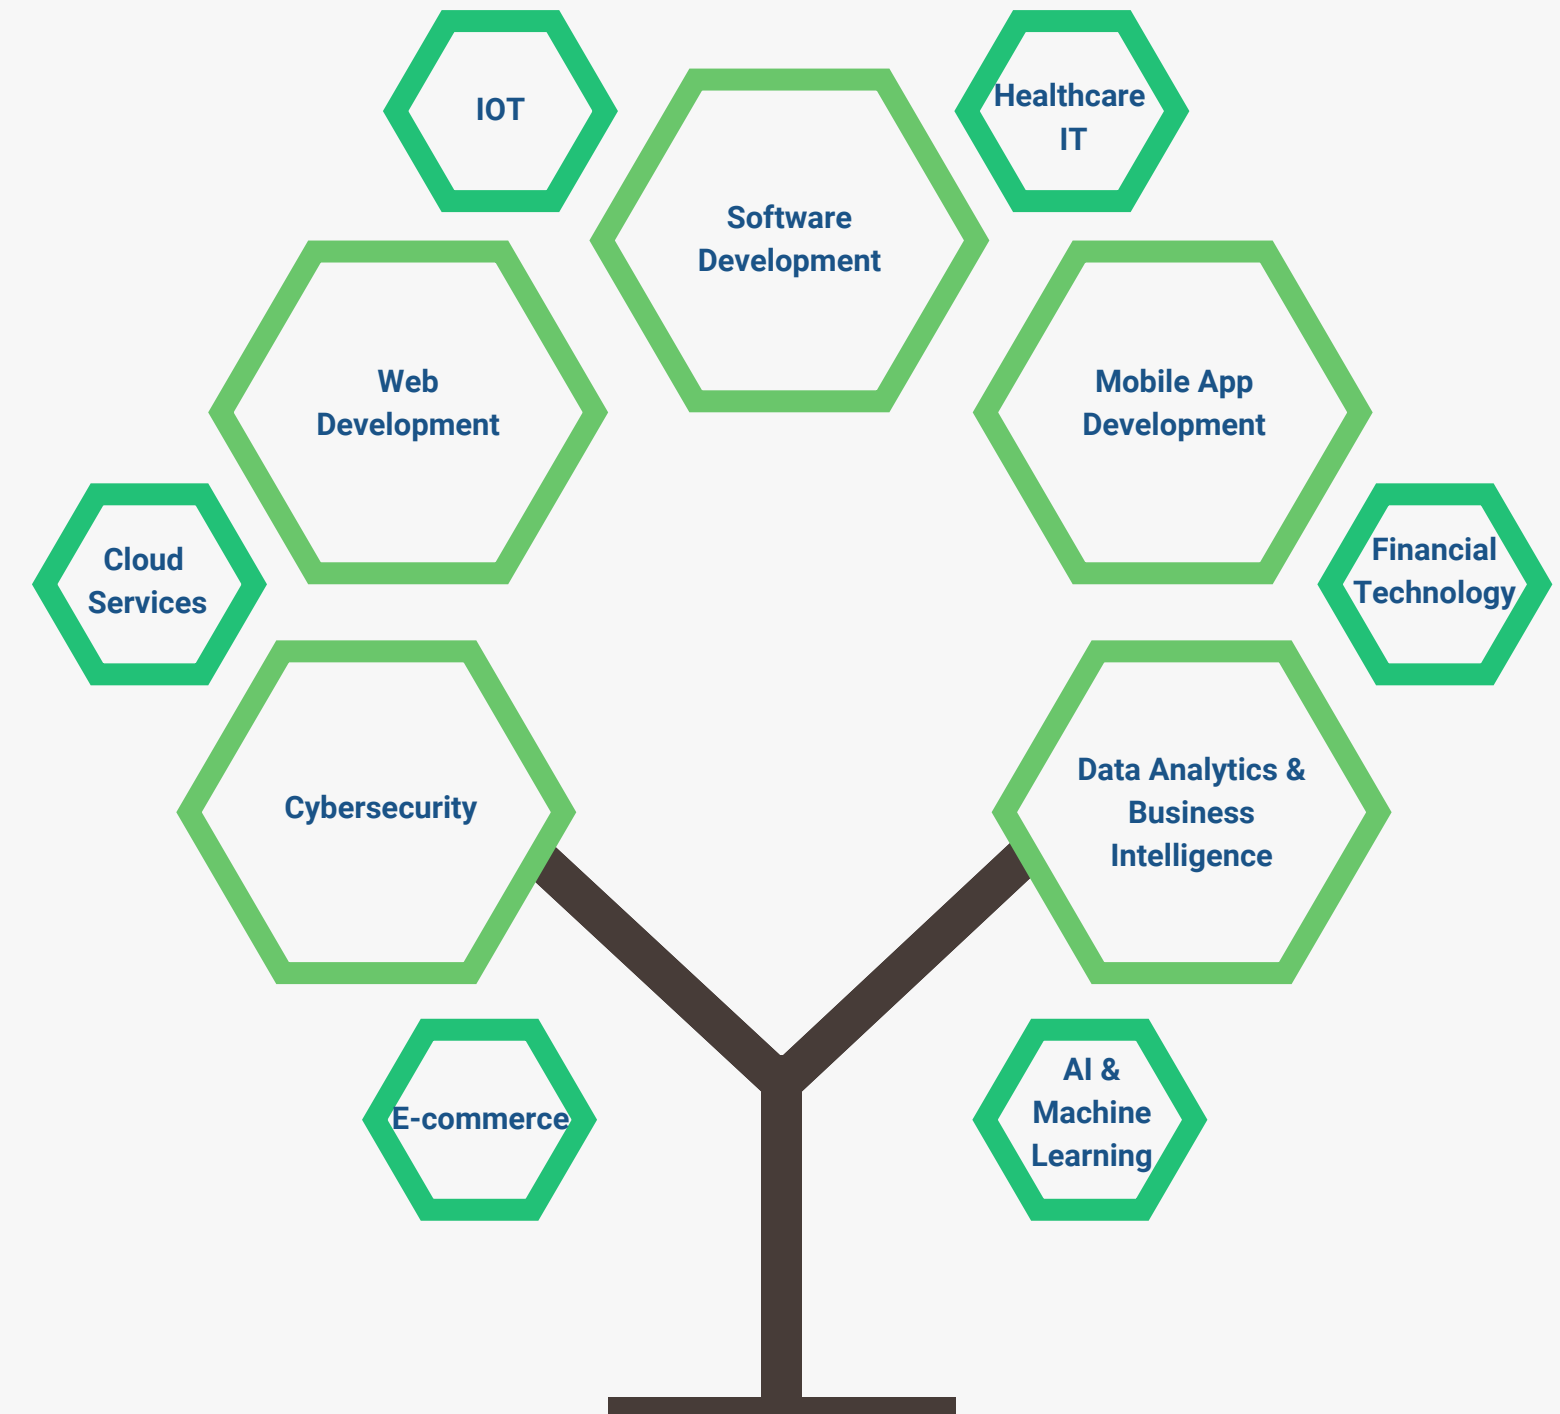 IOT
Healthcare
IT
Software
Development
Web
Development
Mobile App
Development
Cloud
Services
Financial
Technology
Cybersecurity
Data Analytics &
Business
Intelligence
E-commerce
AI &
Machine
Learning